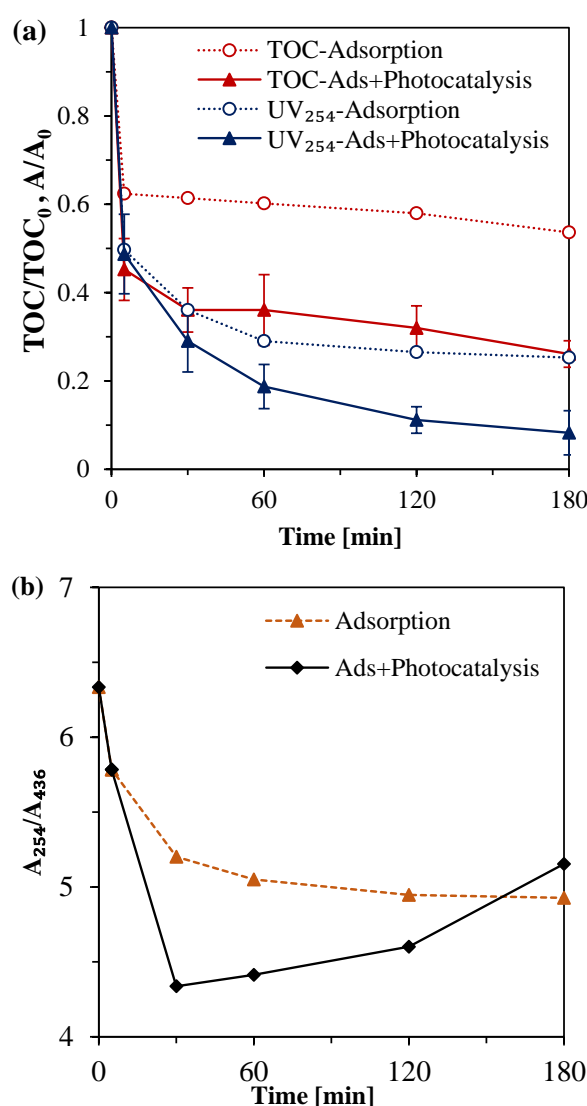 (a)
1
0.8
0.6
0.4
0.2
0
TOC/TOC₀, A/A₀
TOC-Adsorption
TOC-Ads+Photocatalysis
UV₂₅₄-Adsorption
UV₂₅₄-Ads+Photocatalysis
0 60 120 180
Time [min]
(b)
7
6
5
4
A₂₅₄/A₄₃₆
Adsorption
Ads+Photocatalysis
0 60 120 180
Time [min]